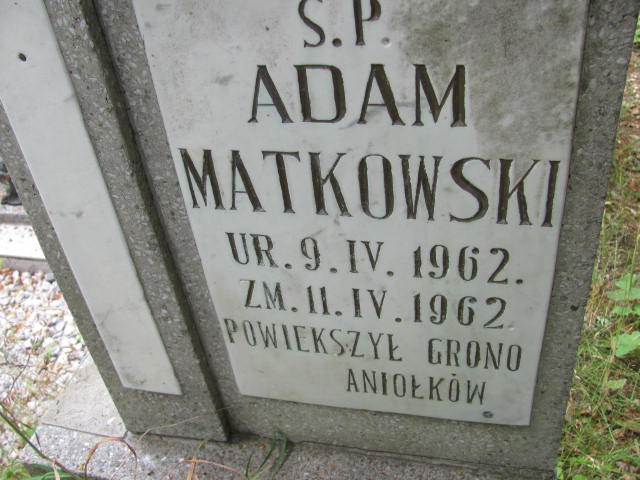 Ś.P.
ADAM
MATKOWSKI
UR. 9. IV. 1962.
ZM. 11. IV. 1962
POWIEKSZYŁ GRONO
ANIOŁKÓW